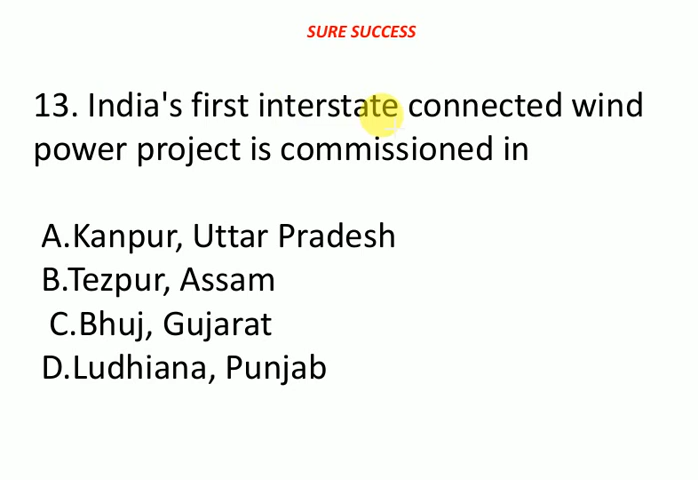 SURE SUCCESS
13. India's first interstate connected wind
power project is commissioned in
A.Kanpur, Uttar Pradesh
B.Tezpur, Assam
C.Bhuj, Gujarat
D.Ludhiana, Punjab